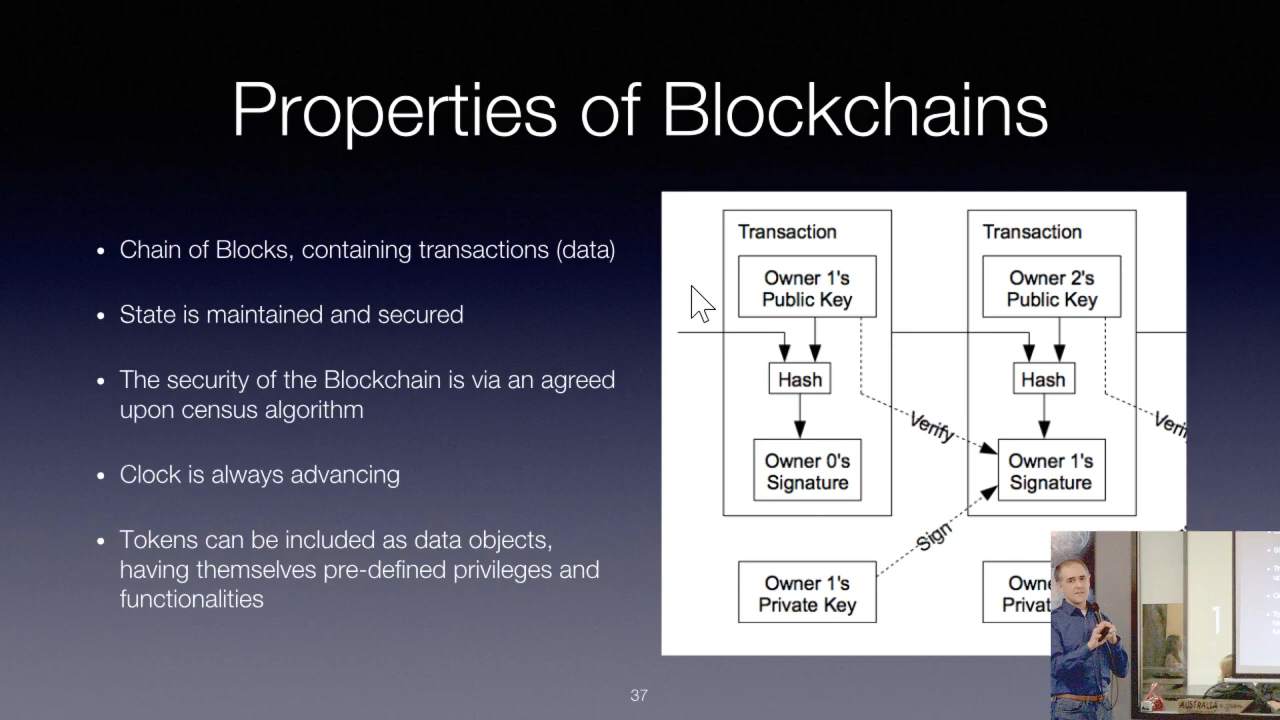 Properties of Blockchains
• Chain of Blocks, containing transactions (data)
• State is maintained and secured
• The security of the Blockchain is via an agreed
upon census algorithm
• Clock is always advancing
• Tokens can be included as data objects,
having themselves pre-defined privileges and
functionalities
Transaction
Owner 1's
Public Key
Hash
Owner 0's
Signature
Verify
Sign
Owner 1's
Private Key
Transaction
Owner 2's
Public Key
Hash
Owner 1's
Signature
37
1
AUSTRALIA